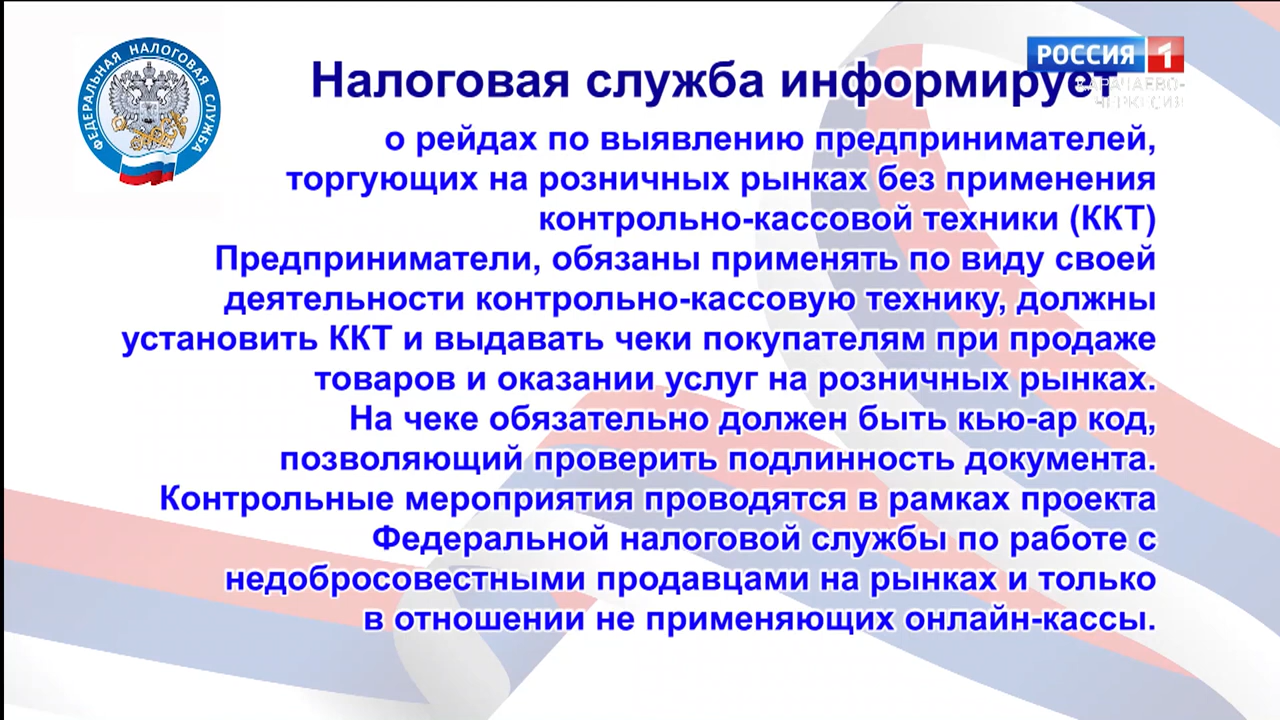 ФЕДЕРАЛЬНАЯ НАЛОГОВАЯ СЛУЖБА
РОССИЯ 1
КАРАЧАЕВО-
ЧЕРКЕСИЯ
Налоговая служба информирует
о рейдах по выявлению предпринимателей,
торгующих на розничных рынках без применения
контрольно-кассовой техники (ККТ)
Предприниматели, обязаны применять по виду своей
деятельности контрольно-кассовую технику, должны
установить ККТ и выдавать чеки покупателям при продаже
товаров и оказании услуг на розничных рынках.
На чеке обязательно должен быть кью-ар код,
позволяющий проверить подлинность документа.
Контрольные мероприятия проводятся в рамках проекта
Федеральной налоговой службы по работе с
недобросовестными продавцами на рынках и только
в отношении не применяющих онлайн-кассы.